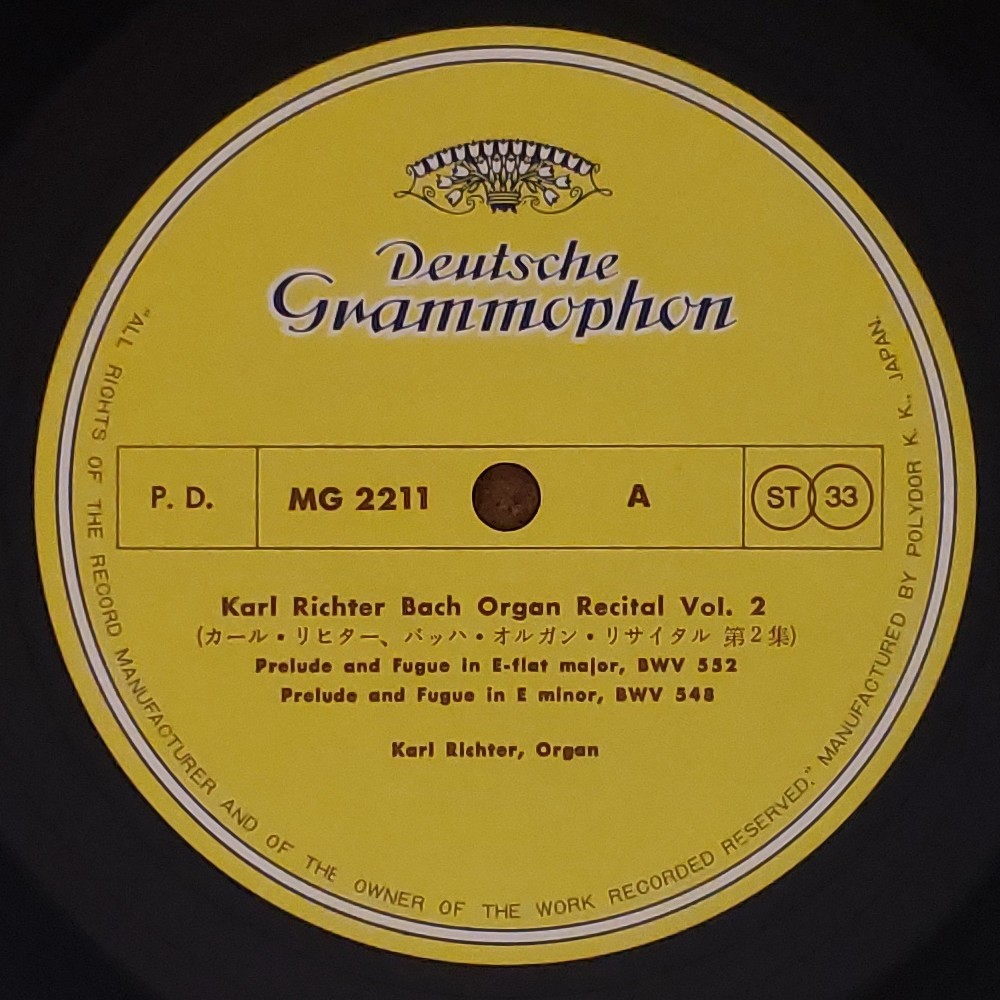 Deutsche
Grammophon
P. D.
MG 2211
A
ST 33
Karl Richter Bach Organ Recital Vol. 2
(カール・リヒター、バッハ・オルガン・リサイタル 第2集)
Prelude and Fugue in E-flat major, BWV 552
Prelude and Fugue in E minor, BWV 548
Karl Richter, Organ
"ALL RIGHTS OF THE RECORD MANUFACTURER AND OF THE OWNER OF THE WORK RECORDED RESERVED." MANUFACTURED BY POLYDOR K. K., JAPAN.